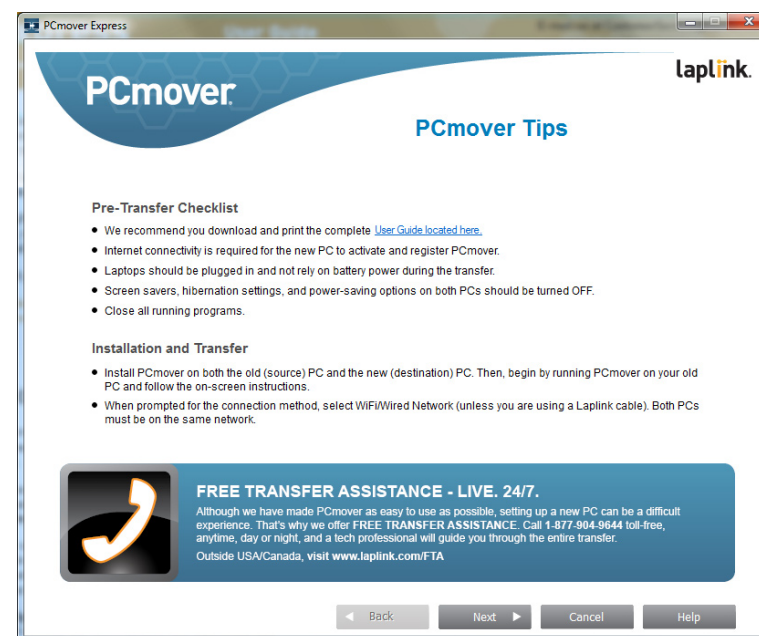 PCmover Express
PCmover
laplink.
PCmover Tips
Pre-Transfer Checklist
• We recommend you download and print the complete User Guide located here.
• Internet connectivity is required for the new PC to activate and register PCmover.
• Laptops should be plugged in and not rely on battery power during the transfer.
• Screen savers, hibernation settings, and power-saving options on both PCs should be turned OFF.
• Close all running programs.
Installation and Transfer
• Install PCmover on both the old (source) PC and the new (destination) PC. Then, begin by running PCmover on your old
PC and follow the on-screen instructions.
• When prompted for the connection method, select WiFi/Wired Network (unless you are using a Laplink cable). Both PCs
must be on the same network.
FREE TRANSFER ASSISTANCE - LIVE. 24/7.
Although we have made PCmover as easy to use as possible, setting up a new PC can be a difficult
experience. That's why we offer FREE TRANSFER ASSISTANCE. Call 1-877-904-9644 toll-free,
anytime, day or night, and a tech professional will guide you through the entire transfer.
Outside USA/Canada, visit www.laplink.com/FTA
Back
Next
Cancel
Help